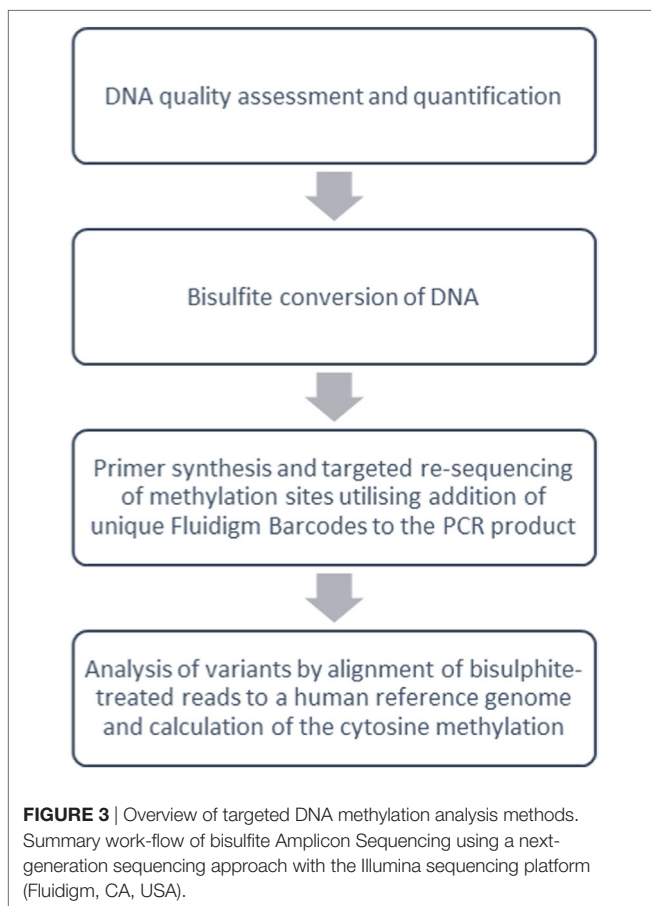 DNA quality assessment and quantification
Bisulfite conversion of DNA
Primer synthesis and targeted re-sequencing
of methylation sites utilising addition of
unique Fluidigm Barcodes to the PCR product
Analysis of variants by alignment of bisulphite-
treated reads to a human reference genome
and calculation of the cytosine methylation
FIGURE 3 | Overview of targeted DNA methylation analysis methods.
Summary work-flow of bisulfite Amplicon Sequencing using a next-
generation sequencing approach with the Illumina sequencing platform
(Fluidigm, CA, USA).